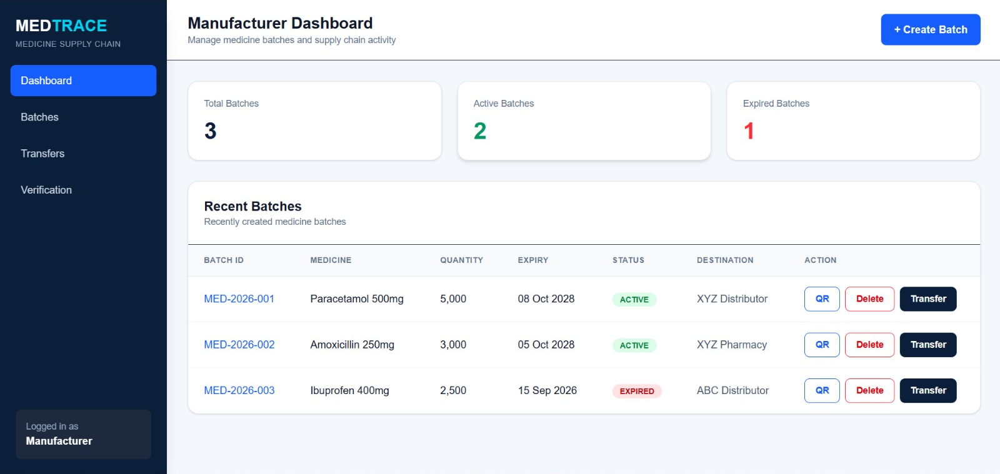 MEDTRACE
MEDICINE SUPPLY CHAIN
Dashboard
Batches
Transfers
Verification
Logged in as
Manufacturer
Manufacturer Dashboard
Manage medicine batches and supply chain activity
+ Create Batch
Total Batches
3
Active Batches
2
Expired Batches
1
Recent Batches
Recently created medicine batches
BATCH ID MEDICINE QUANTITY EXPIRY STATUS DESTINATION ACTION
MED-2026-001 Paracetamol 500mg 5,000 08 Oct 2028 ACTIVE XYZ Distributor QR Delete Transfer
MED-2026-002 Amoxicillin 250mg 3,000 05 Oct 2028 ACTIVE XYZ Pharmacy QR Delete Transfer
MED-2026-003 Ibuprofen 400mg 2,500 15 Sep 2026 EXPIRED ABC Distributor QR Delete Transfer